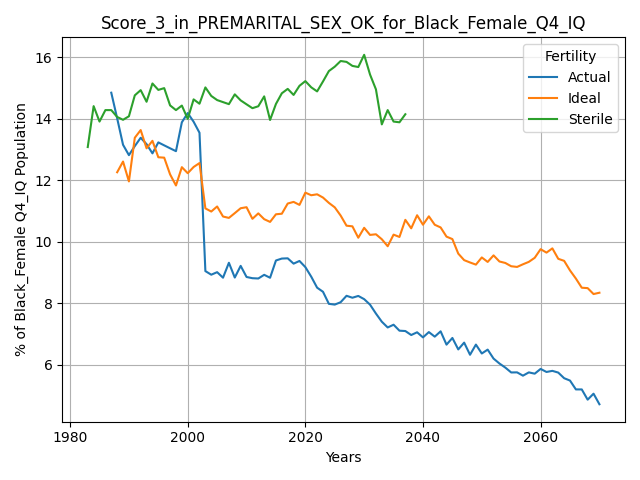 Score_3_in_PREMARITAL_SEX_OK_for_Black_Female_Q4_IQ
% of Black_Female Q4_IQ Population
16
14
12
10
8
6
Fertility
Actual
Ideal
Sterile
1980 2000 2020 2040 2060
Years